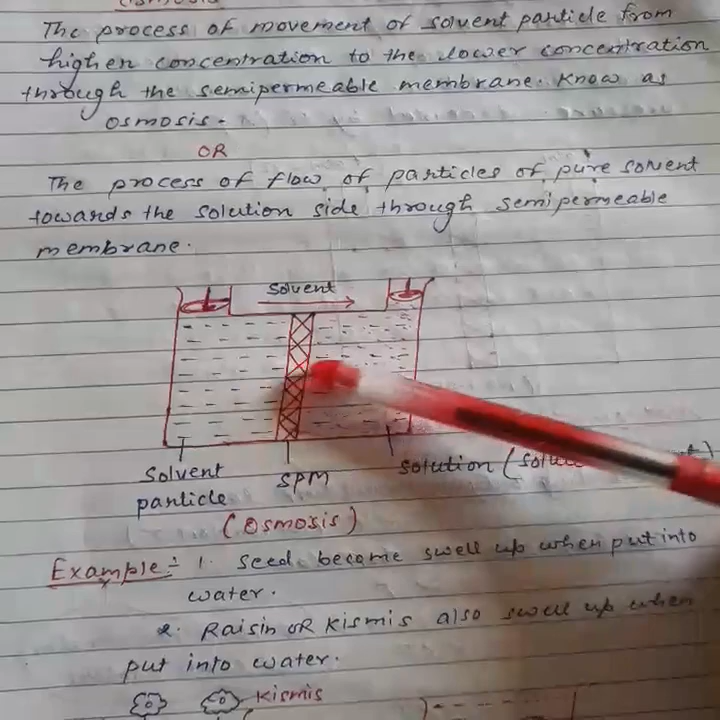 The process of movement of solvent particle from
higher concentration to the lower concentration
through the semipermeable membrane. Know as
osmosis.
OR
The process of flow of particles of pure solvent
towards the solution side through semipermeable
membrane.
Solvent
Solvent
particle
SPM
solution (
(Osmosis)
Example÷ 1. Seed become swell up when put into
water.
2. Raisin OR Kismis also swell up when
put into water.
Kismis